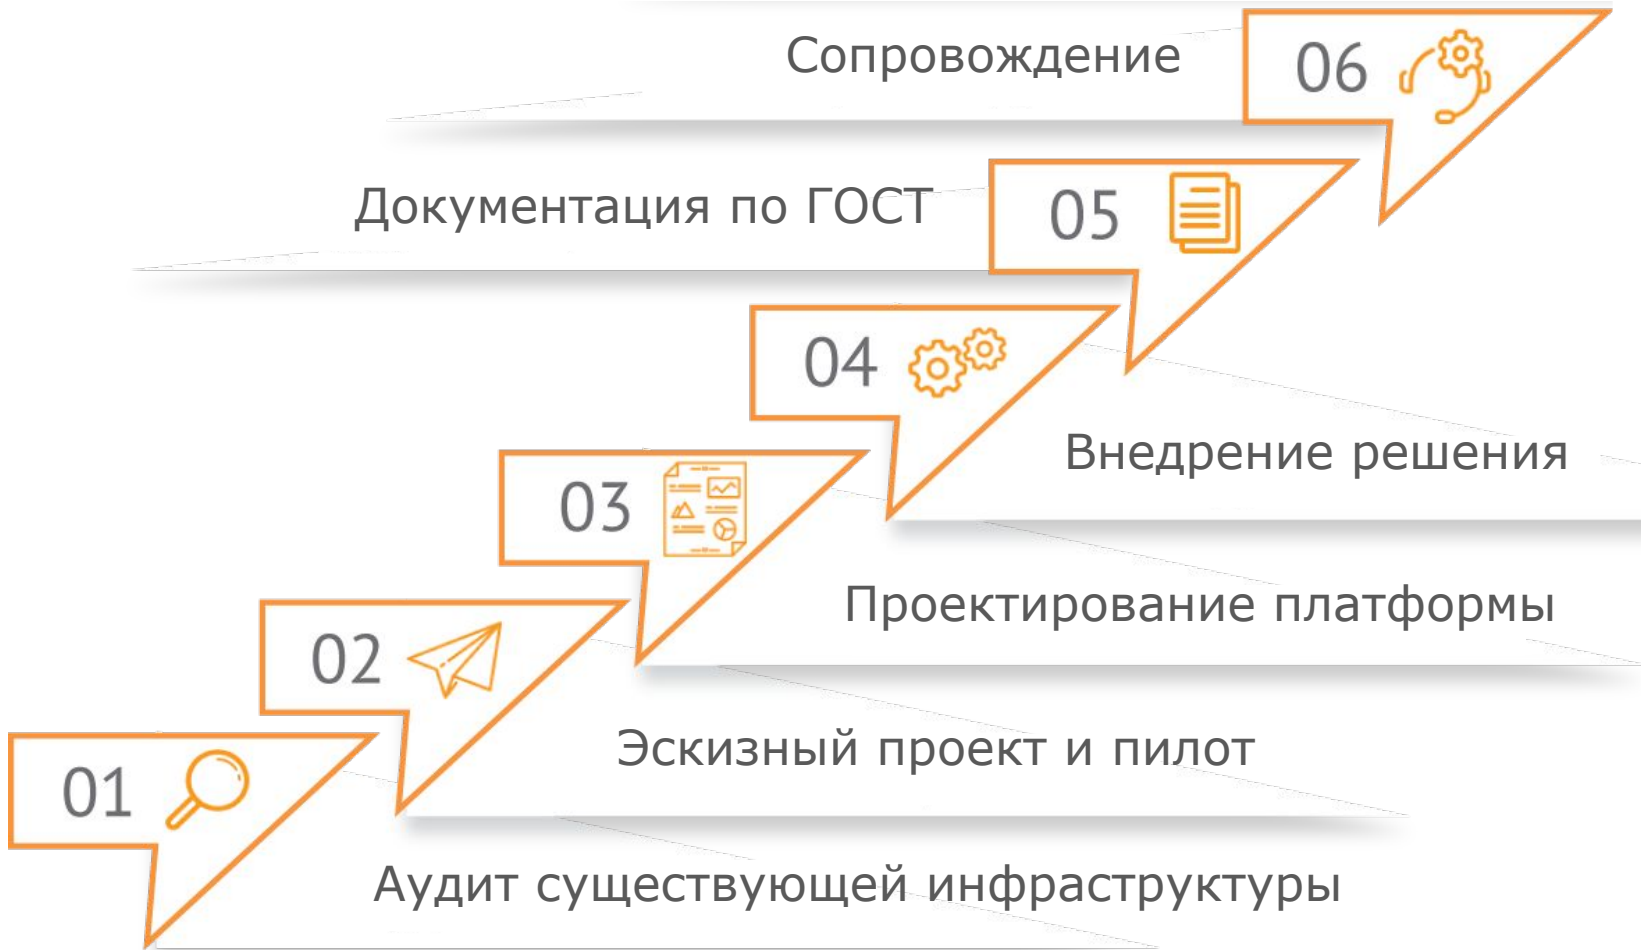 Сопровождение
06
Документация по ГОСТ
05
04
Внедрение решения
03
Проектирование платформы
02
Эскизный проект и пилот
01
Аудит существующей инфраструктуры